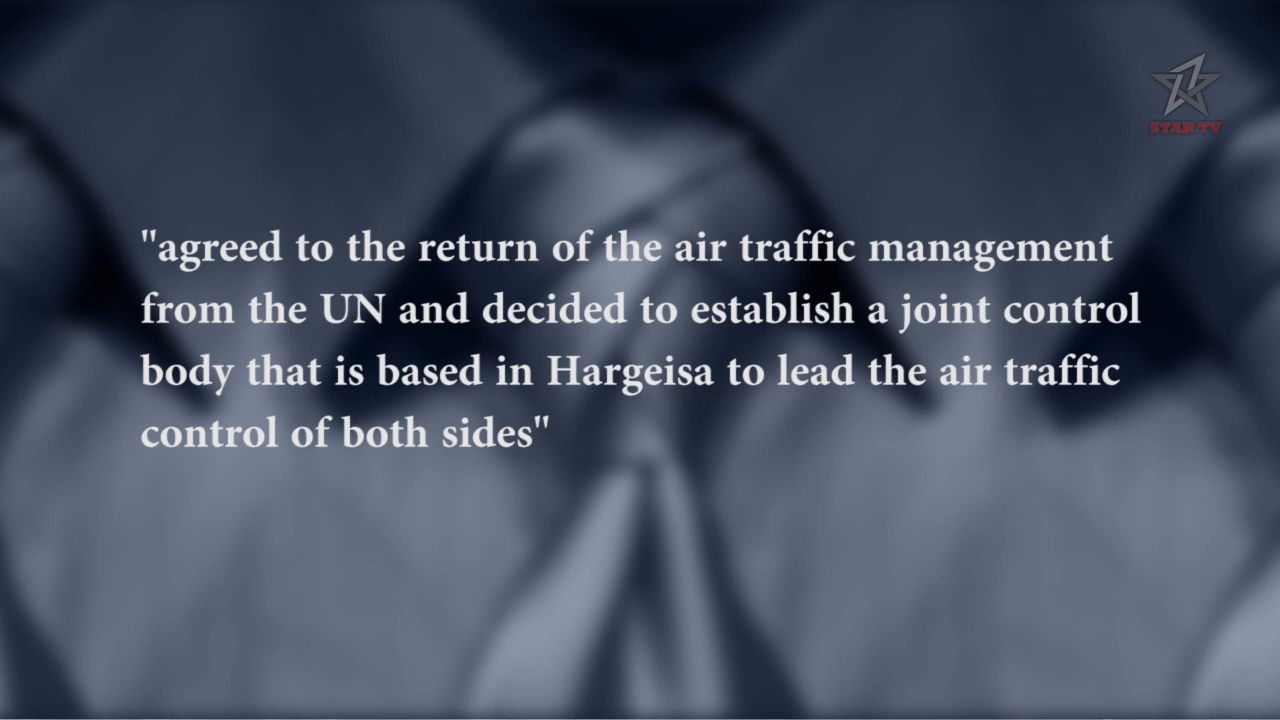 STAR TV
"agreed to the return of the air traffic management
from the UN and decided to establish a joint control
body that is based in Hargeisa to lead the air traffic
control of both sides"